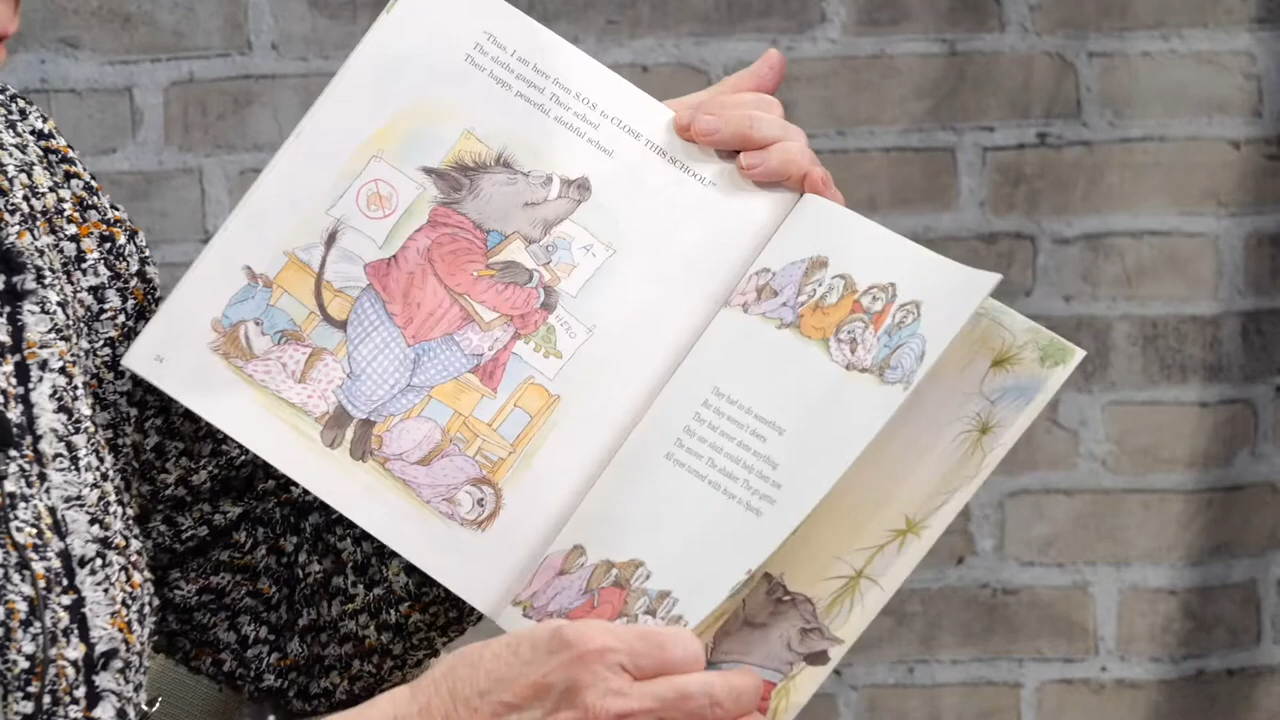 "Thus, I am here from S.O.S. to CLOSE THIS SCHOOL!"
The sloths gasped. Their school.
Their happy, peaceful, slothful school.
A-
HERO
24
They had to do something.
But they weren't doers.
They had never done anything.
Only one sloth could help them now.
The mover. The shaker. The go-getter.
All eyes turned with hope to Sparky.